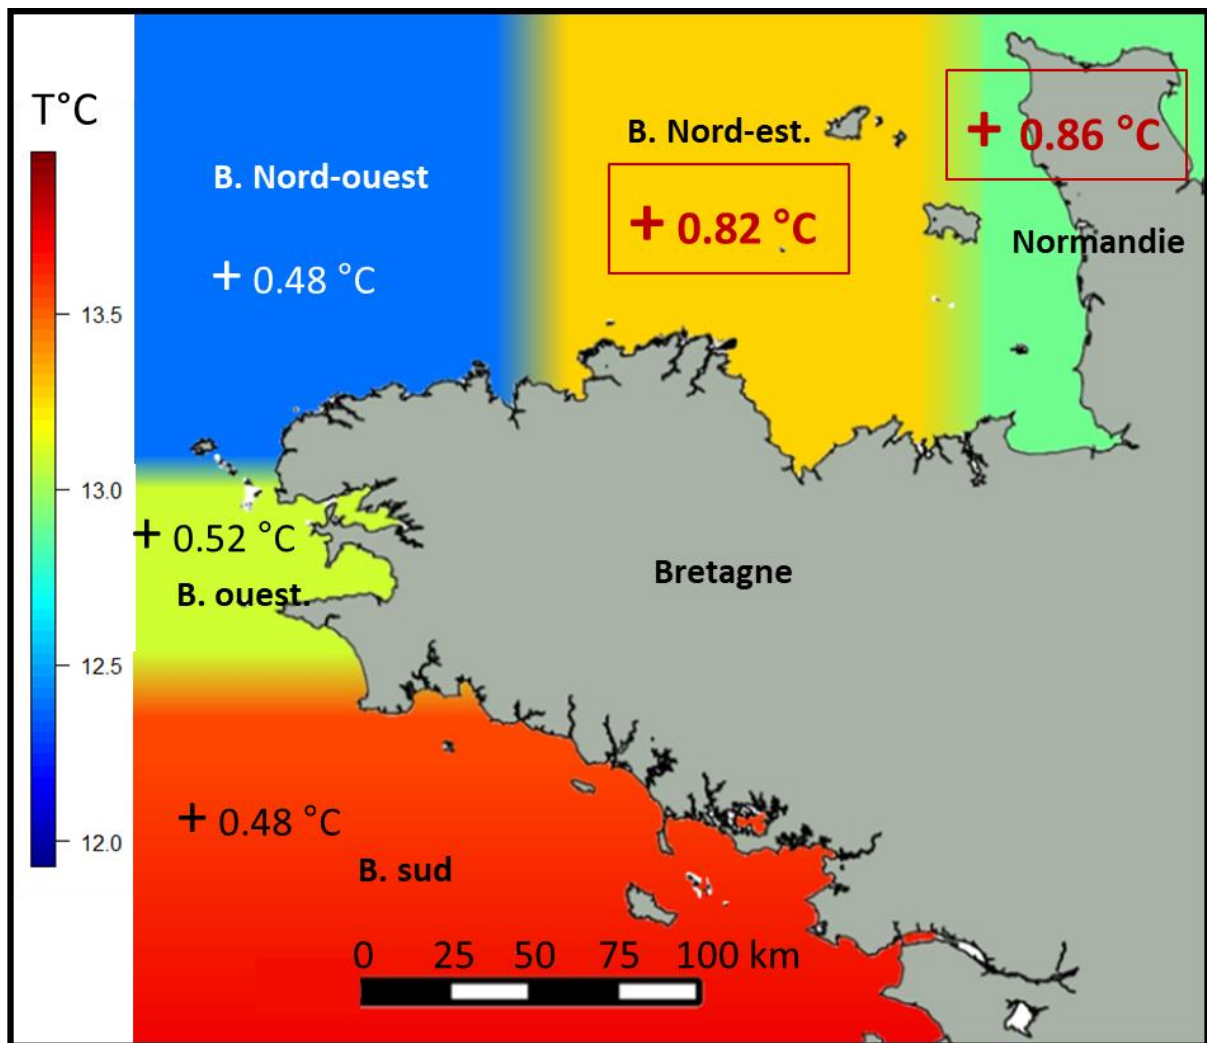 T°C
13.5
13.0
12.5
12.0
B. Nord-ouest
+ 0.48 °C
B. Nord-est.
+ 0.82 °C
+ 0.86 °C
Normandie
+ 0.52 °C
B. ouest.
Bretagne
+ 0.48 °C
B. sud
0 25 50 75 100 km